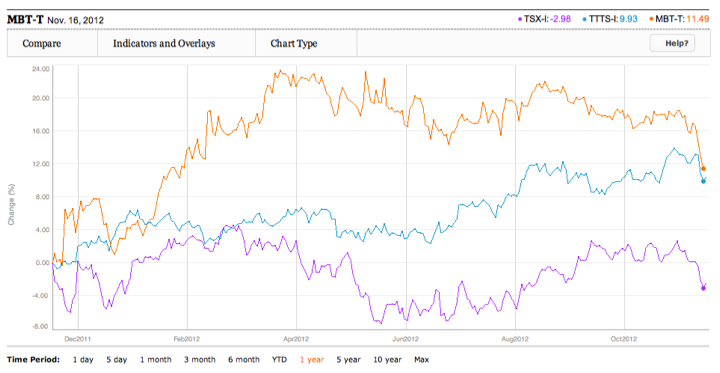 MBT-T Nov. 16, 2012
TSX-I: -2.98 TTTS-I: 9.93 MBT-T: 11.49
Compare Indicators and Overlays Chart Type Help?
24.00
20.00
16.00
12.00
8.00
4.00
0.00
-4.00
-8.00
Change (%)
Dec2011 Feb2012 Apr2012 Jun2012 Aug2012 Oct2012
Time Period: 1 day 5 day 1 month 3 month 6 month YTD 1 year 5 year 10 year Max